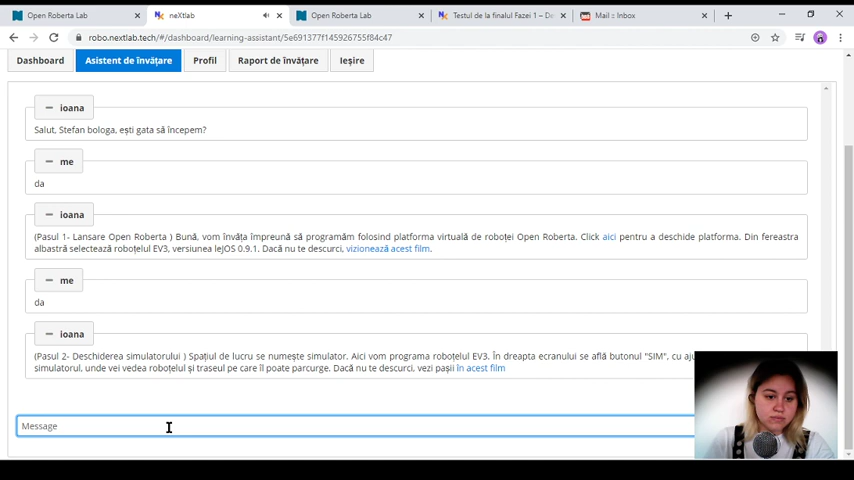 Open Roberta Lab
neXtlab
Open Roberta Lab
Testul de la finalul Fazei 1 – De
Mail :: Inbox
robo.nextlab.tech/#/dashboard/learning-assistant/5e691377f145926755f84c47
Dashboard
Asistent de învățare
Profil
Raport de învățare
Ieșire
ioana
Salut, Stefan bologa, ești gata să începem?
me
da
ioana
(Pasul 1- Lansare Open Roberta ) Bună, vom învăța împreună să programăm folosind platforma virtuală de roboței Open Roberta. Click aici pentru a deschide platforma. Din fereastra
albastră selectează roboțelul EV3, versiunea leJOS 0.9.1. Dacă nu te descurci, vizionează acest film.
me
da
ioana
(Pasul 2- Deschiderea simulatorului ) Spațiul de lucru se numește simulator. Aici vom programa roboțelul EV3. În dreapta ecranului se află butonul "SIM", cu
simulatorul, unde vei vedea roboțelul și traseul pe care îl poate parcurge. Dacă nu te descurci, vezi pașii în acest film
Message